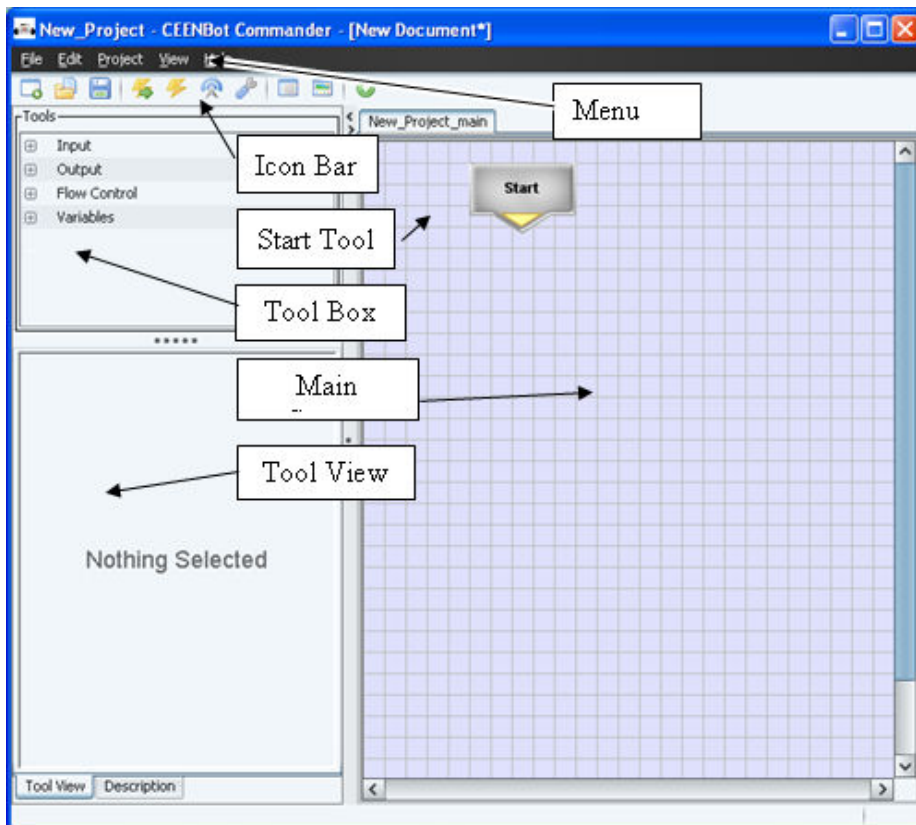 New_Project - CEENBot Commander - [New Document*]
File Edit Project View
Menu
Tools
New_Project_main
Input
Output
Flow Control
Variables
Icon Bar
Start
Start Tool
Tool Box
Main
Tool View
Nothing Selected
Tool View Description